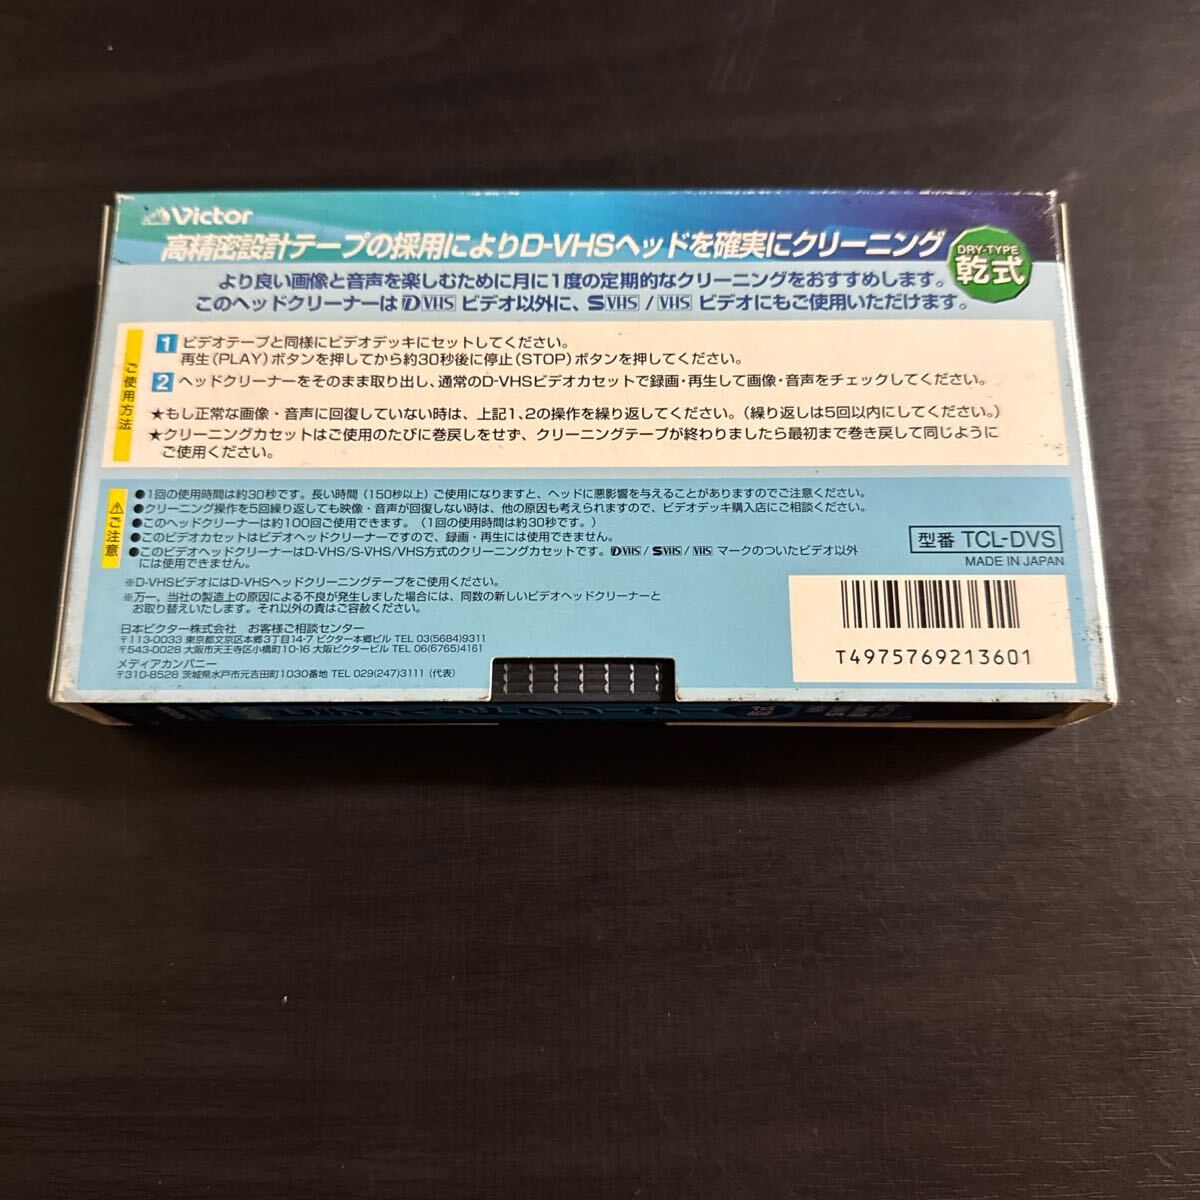 Victor
高精密設計テープの採用によりD-VHSヘッドを確実にクリーニング
DRY-TYPE
乾式
より良い画像と音声を楽しむために月に1度の定期的なクリーニングをおすすめします。
このヘッドクリーナーは D VHS ビデオ以外に、S VHS / VHS ビデオにもご使用いただけます。
ご使用方法
1 ビデオテープと同様にビデオデッキにセットしてください。
再生(PLAY)ボタンを押してから約30秒後に停止(STOP)ボタンを押してください。
2 ヘッドクリーナーをそのまま取り出し、通常のD-VHSビデオカセットで録画・再生して画像・音声をチェックしてください。
★もし正常な画像・音声に回復していない時は、上記1、2の操作を繰り返してください。(繰り返しは5回以内にしてください。)
★クリーニングカセットはご使用のたびに巻戻しをせず、クリーニングテープが終わりましたら最初まで巻き戻して同じように
ご使用ください。
⚠ご注意
●1回の使用時間は約30秒です。長い時間(150秒以上)ご使用になりますと、ヘッドに悪影響を与えることがありますのでご注意ください。
●クリーニング操作を5回繰り返しても映像・音声が回復しない時は、他の原因も考えられますので、ビデオデッキ購入店にご相談ください。
●このヘッドクリーナーは約100回ご使用できます。(1回の使用時間は約30秒です。)
●このビデオカセットはビデオヘッドクリーナーですので、録画・再生には使用できません。
●このビデオヘッドクリーナーはD-VHS/S-VHS/VHS方式のクリーニングカセットです。D VHS / S VHS / VHS マークのついたビデオ以外
には使用できません。
型番 TCL-DVS
MADE IN JAPAN
※D-VHSビデオにはD-VHSヘッドクリーニングテープをご使用ください。
※万一、当社の製造上の原因による不良が発生しました場合には、同数の新しいビデオヘッドクリーナーと
お取り替えいたします。それ以外の責はご容赦ください。
日本ビクター株式会社 お客様ご相談センター
〒113-0033 東京都文京区本郷3丁目14-7 ビクター本郷ビル TEL 03(5684)9311
〒543-0028 大阪市天王寺区小橋町10-16 大阪ビクタービル TEL 06(6765)4161
メディアカンパニー
〒310-8528 茨城県水戸市元吉田町1030番地 TEL 029(247)3111(代表)
T4975769213601